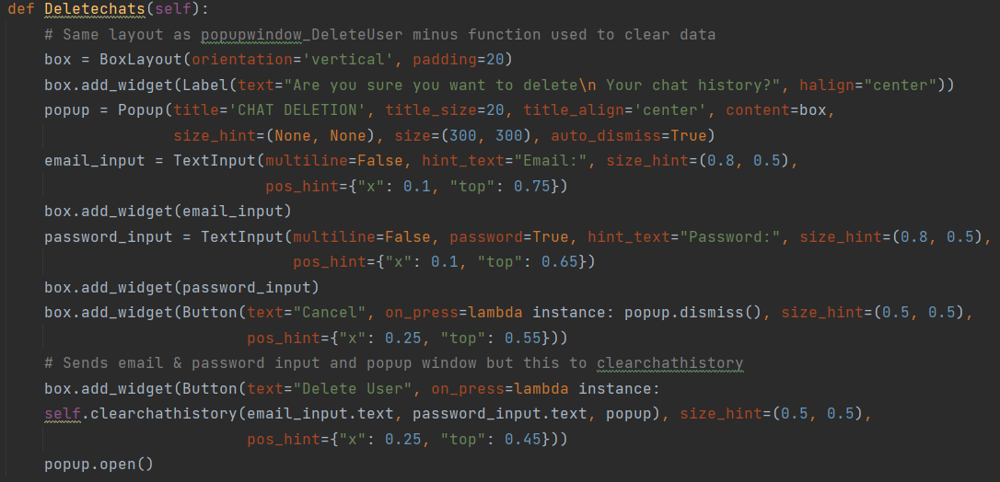 def Deletechats(self):
# Same layout as popupwindow_DeleteUser minus function used to clear data
box = BoxLayout(orientation='vertical', padding=20)
box.add_widget(Label(text="Are you sure you want to delete\n Your chat history?", halign="center"))
popup = Popup(title='CHAT DELETION', title_size=20, title_align='center', content=box,
size_hint=(None, None), size=(300, 300), auto_dismiss=True)
email_input = TextInput(multiline=False, hint_text="Email:", size_hint=(0.8, 0.5),
pos_hint={"x": 0.1, "top": 0.75})
box.add_widget(email_input)
password_input = TextInput(multiline=False, password=True, hint_text="Password:", size_hint=(0.8, 0.5),
pos_hint={"x": 0.1, "top": 0.65})
box.add_widget(password_input)
box.add_widget(Button(text="Cancel", on_press=lambda instance: popup.dismiss(), size_hint=(0.5, 0.5),
pos_hint={"x": 0.25, "top": 0.55}))
# Sends email & password input and popup window but this to clearchathistory
box.add_widget(Button(text="Delete User", on_press=lambda instance:
self.clearchathistory(email_input.text, password_input.text, popup), size_hint=(0.5, 0.5),
pos_hint={"x": 0.25, "top": 0.45}))
popup.open()